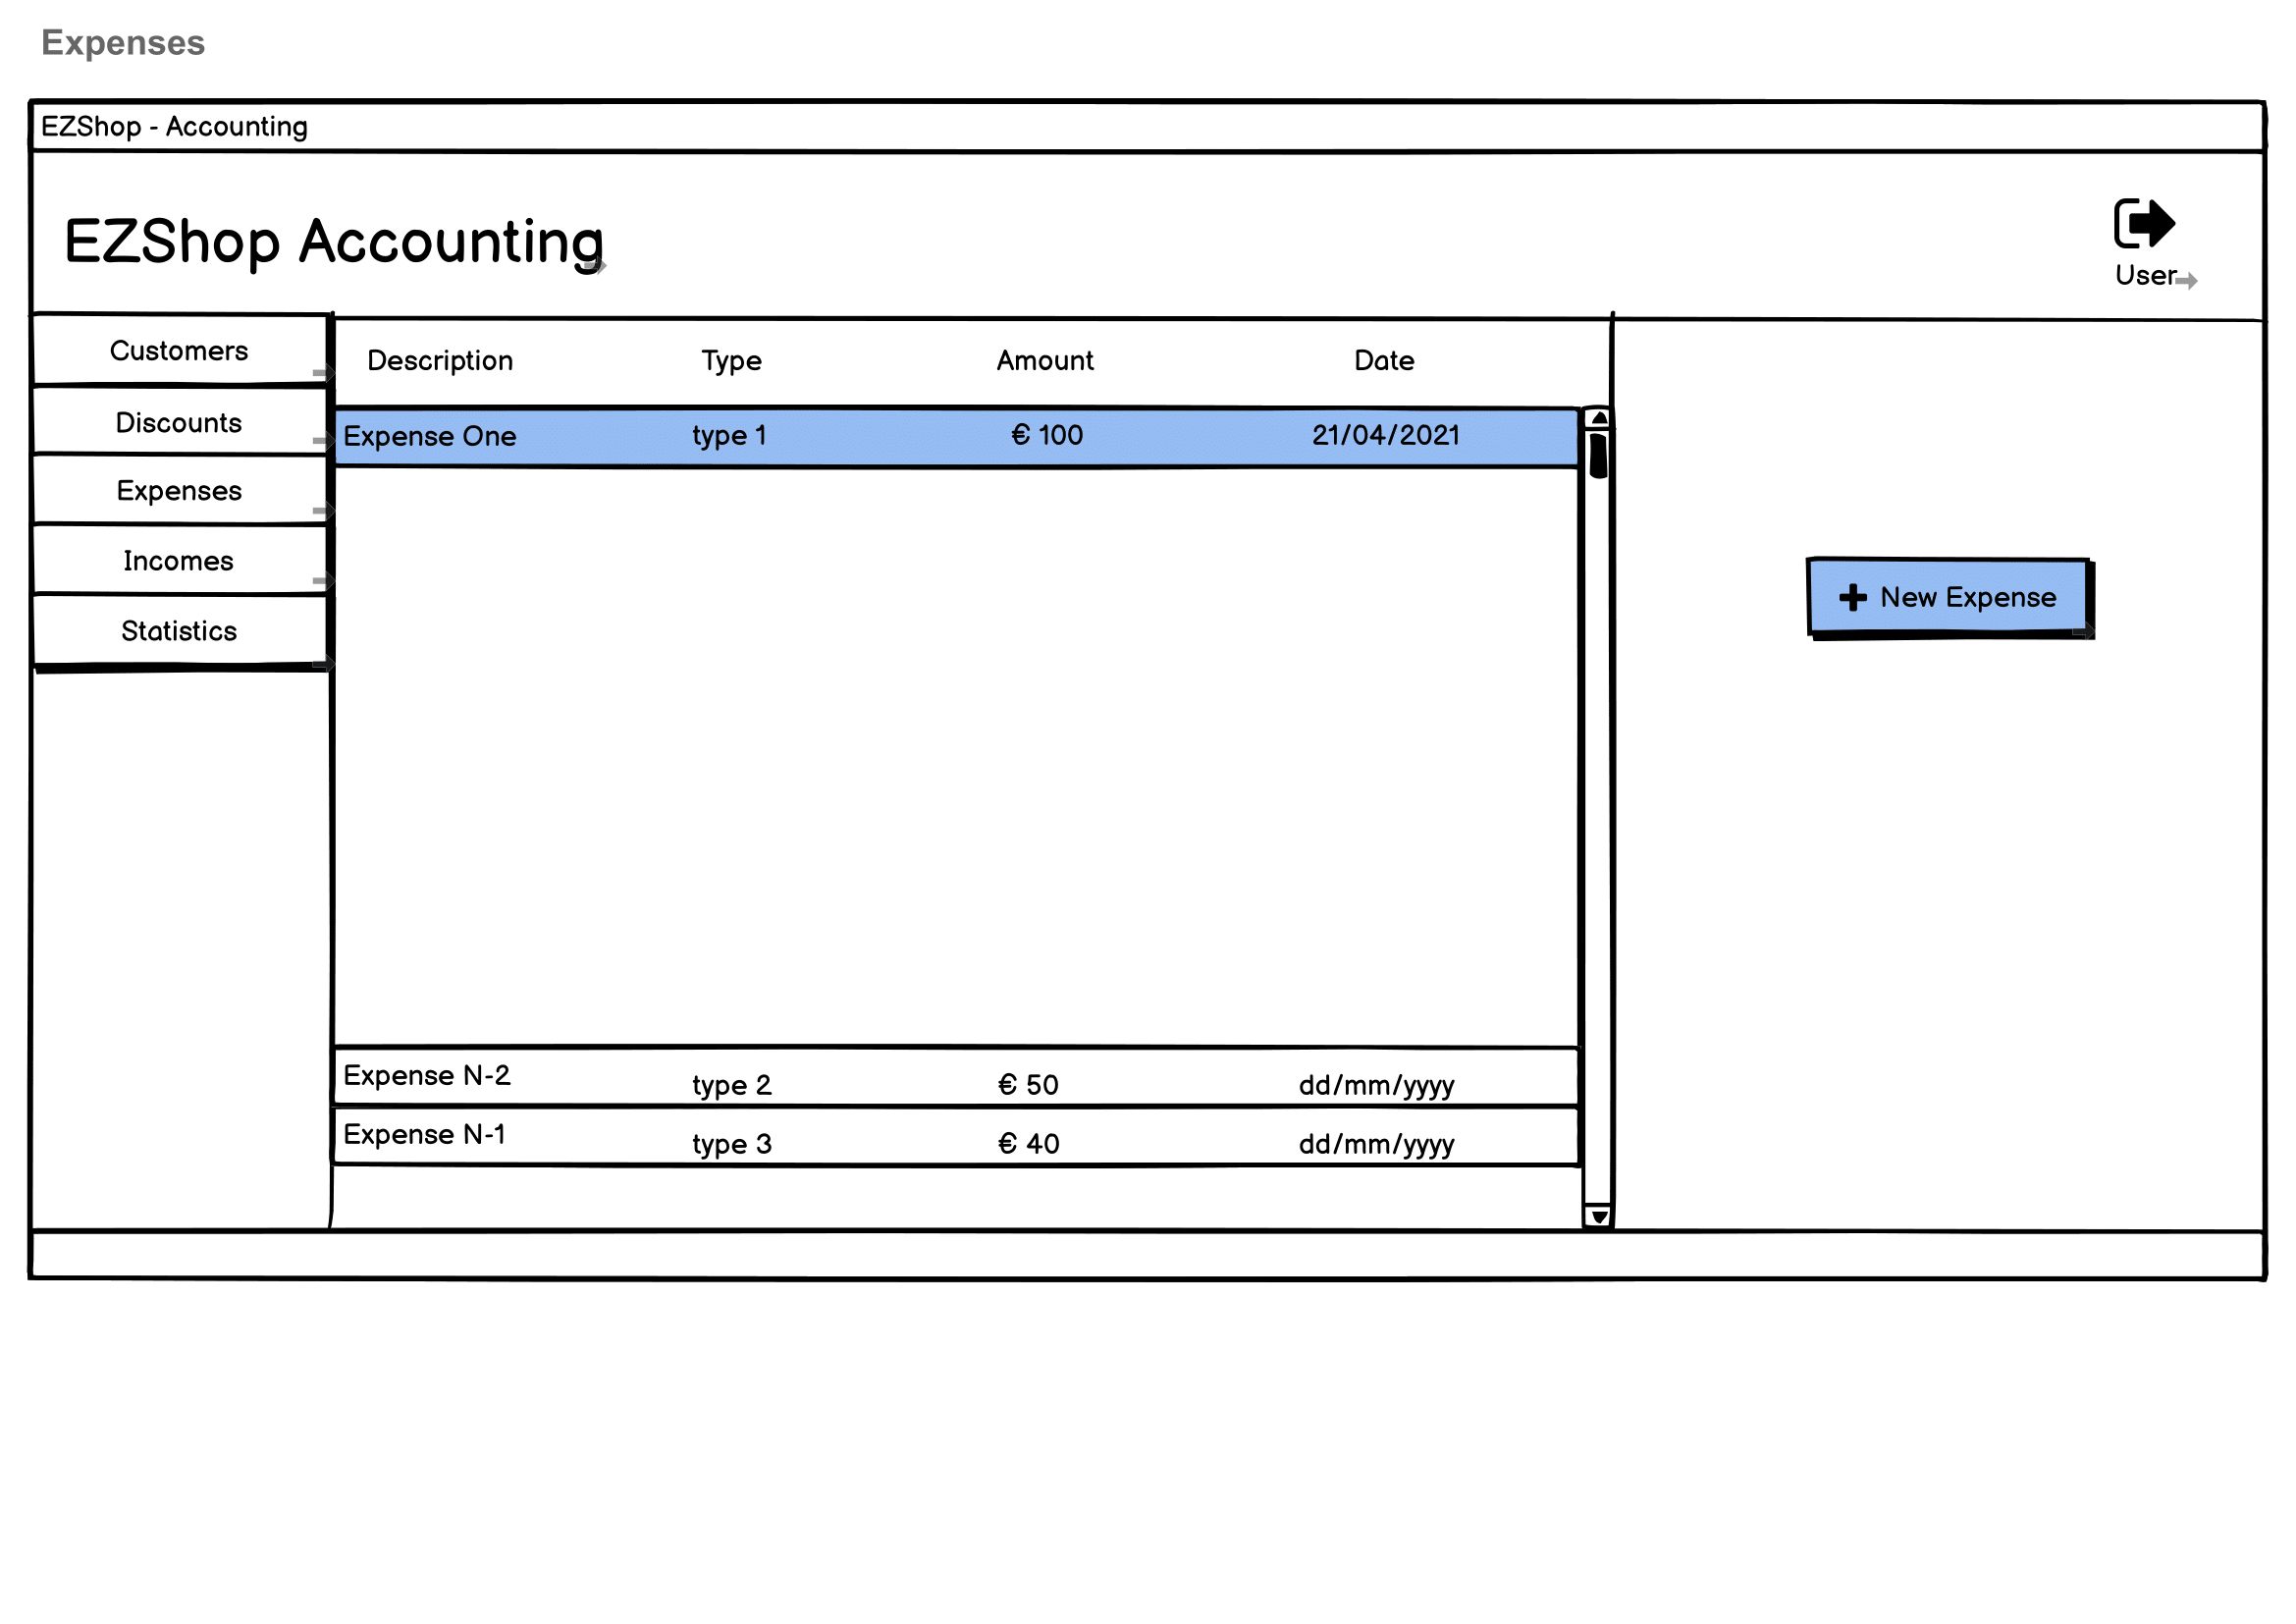 Expenses
EZShop - Accounting
EZShop Accounting
User
Customers
Discounts
Expenses
Incomes
Statistics
Description Type Amount Date
Expense One type 1 € 100 21/04/2021
New Expense
Expense N-2 type 2 € 50 dd/mm/yyyy
Expense N-1 type 3 € 40 dd/mm/yyyy